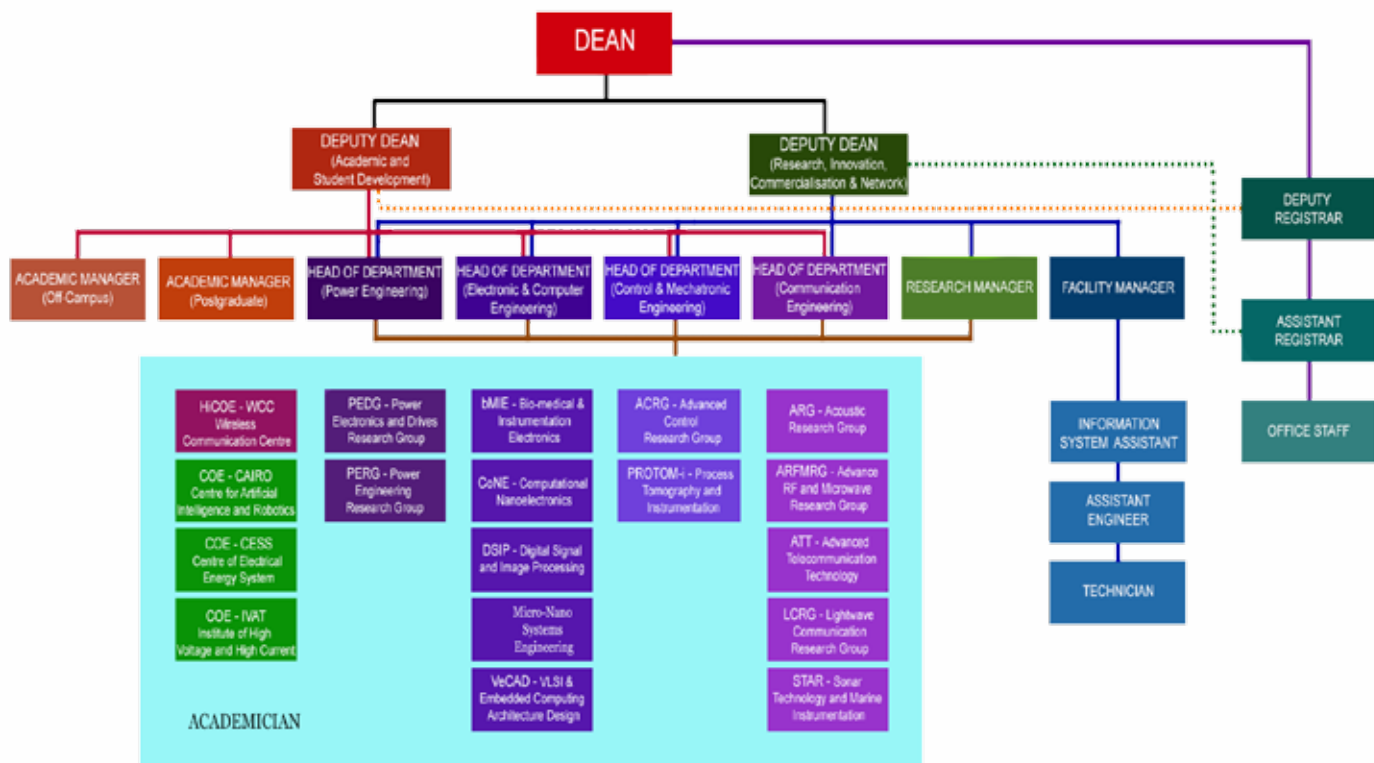 DEAN
DEPUTY DEAN
(Academic and
Student Development)
DEPUTY DEAN
(Research, Innovation,
Commercialisation & Network)
DEPUTY
REGISTRAR
ACADEMIC MANAGER
(Off Campus)
ACADEMIC MANAGER
(Postgraduate)
HEAD OF DEPARTMENT
(Power Engineering)
HEAD OF DEPARTMENT
(Electronic & Computer
Engineering)
HEAD OF DEPARTMENT
(Control & Mechatronic
Engineering)
HEAD OF DEPARTMENT
(Communication
Engineering)
RESEARCH MANAGER
FACILITY MANAGER
ASSISTANT
REGISTRAR
OFFICE STAFF
INFORMATION
SYSTEM ASSISTANT
ASSISTANT
ENGINEER
TECHNICIAN
HiCOE - WCC
Wireless
Communication Centre
COE - CAIRO
Centre for Artificial
Intelligence and Robotics
COE - CESS
Centre of Electrical
Energy System
COE - IVAT
Institute of High
Voltage and High Current
PEDG - Power
Electronics and Drives
Research Group
PERG - Power
Engineering
Research Group
bMIE - Bio-medical &
Instrumentation
Electronics
CoNE - Computational
Nanoelectronics
DSIP - Digital Signal
and Image Processing
Micro-Nano
Systems
Engineering
VeCAD - VLSI &
Embedded Computing
Architecture Design
ACRG - Advanced
Control
Research Group
PROTOM-i - Process
Tomography and
Instrumentation
ARG - Acoustic
Research Group
ARFMRG - Advance
RF and Microwave
Research Group
ATT - Advanced
Telecommunication
Technology
LCRG - Lightwave
Communication
Research Group
STAR - Sonar
Technology and Marine
Instrumentation
ACADEMICIAN